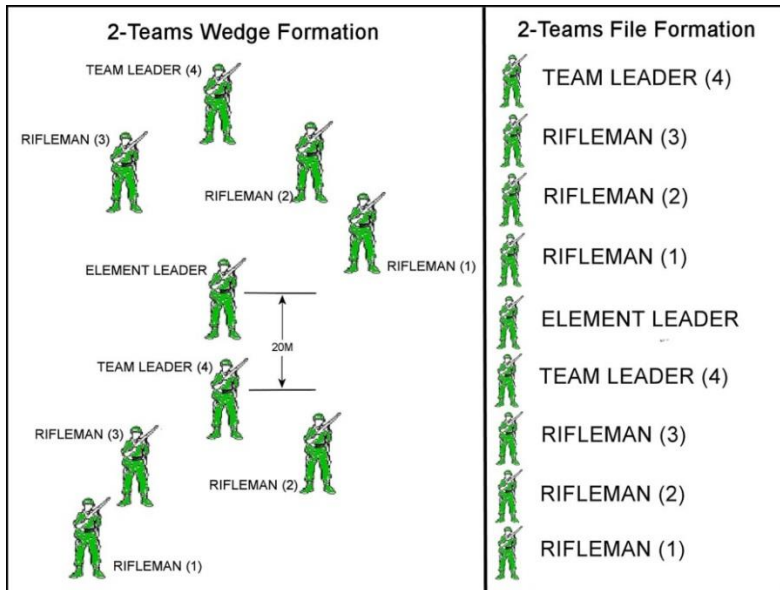 2-Teams Wedge Formation
TEAM LEADER (4)
RIFLEMAN (3)
RIFLEMAN (2)
RIFLEMAN (1)
ELEMENT LEADER
20M
TEAM LEADER (4)
RIFLEMAN (3)
RIFLEMAN (2)
RIFLEMAN (1)
2-Teams File Formation
TEAM LEADER (4)
RIFLEMAN (3)
RIFLEMAN (2)
RIFLEMAN (1)
ELEMENT LEADER
TEAM LEADER (4)
RIFLEMAN (3)
RIFLEMAN (2)
RIFLEMAN (1)